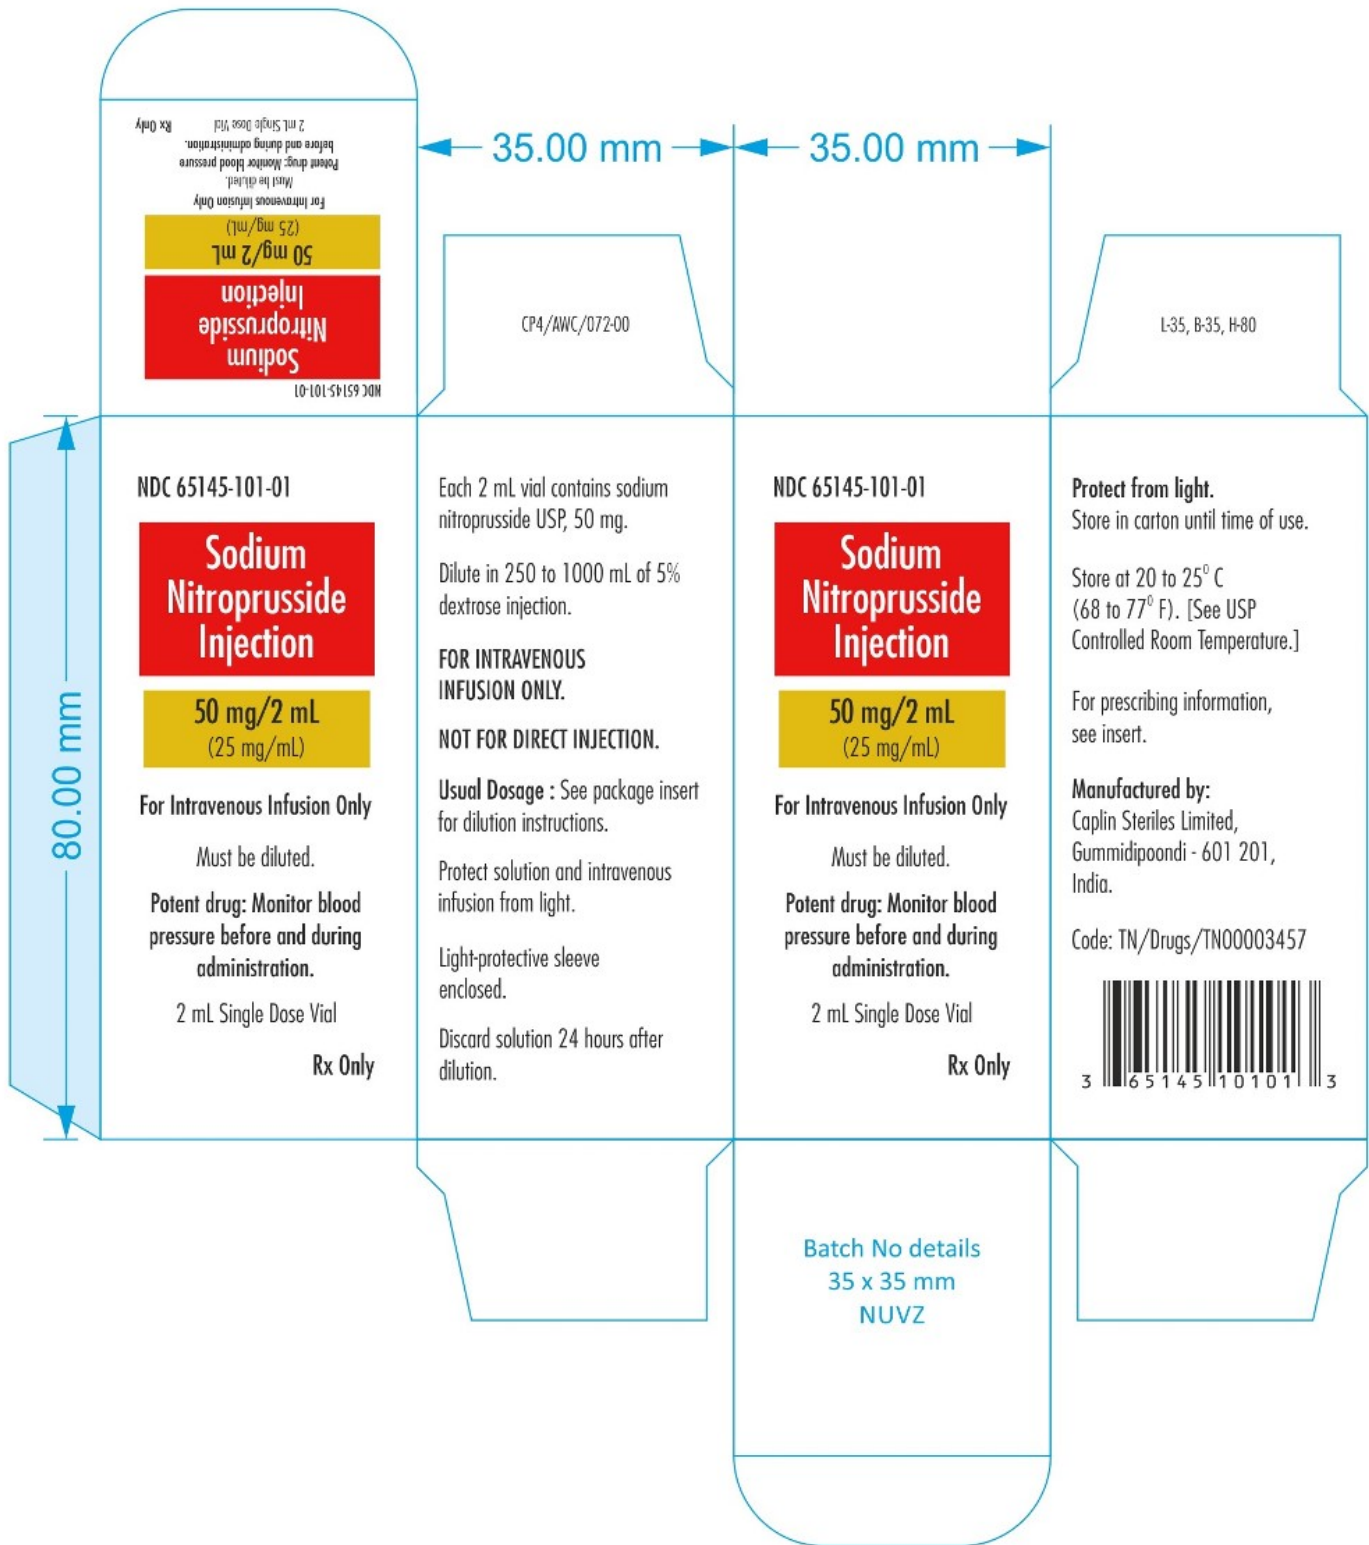 NDC 65145-101-01
Sodium
Nitroprusside
Injection
50 mg/2 mL
(25 mg/mL)
For Intravenous Infusion Only
Must be diluted.
Potent drug: Monitor blood pressure
before and during administration.
2 mL Single Dose Vial
Rx Only
35.00 mm
35.00 mm
CP4/AWC/072-00
L-35, B-35, H-80
80.00 mm
NDC 65145-101-01
Sodium
Nitroprusside
Injection
50 mg/2 mL
(25 mg/mL)
For Intravenous Infusion Only
Must be diluted.
Potent drug: Monitor blood
pressure before and during
administration.
2 mL Single Dose Vial
Rx Only
Each 2 mL vial contains sodium
nitroprusside USP, 50 mg.
Dilute in 250 to 1000 mL of 5%
dextrose injection.
FOR INTRAVENOUS
INFUSION ONLY.
NOT FOR DIRECT INJECTION.
Usual Dosage : See package insert
for dilution instructions.
Protect solution and intravenous
infusion from light.
Light-protective sleeve
enclosed.
Discard solution 24 hours after
dilution.
NDC 65145-101-01
Sodium
Nitroprusside
Injection
50 mg/2 mL
(25 mg/mL)
For Intravenous Infusion Only
Must be diluted.
Potent drug: Monitor blood
pressure before and during
administration.
2 mL Single Dose Vial
Rx Only
Protect from light.
Store in carton until time of use.
Store at 20 to 25⁰ C
(68 to 77⁰ F). [See USP
Controlled Room Temperature.]
For prescribing information,
see insert.
Manufactured by:
Caplin Steriles Limited,
Gummidipoondi - 601 201,
India.
Code: TN/Drugs/TN00003457
3 65145 10101 3
Batch No details
35 x 35 mm
NUVZ